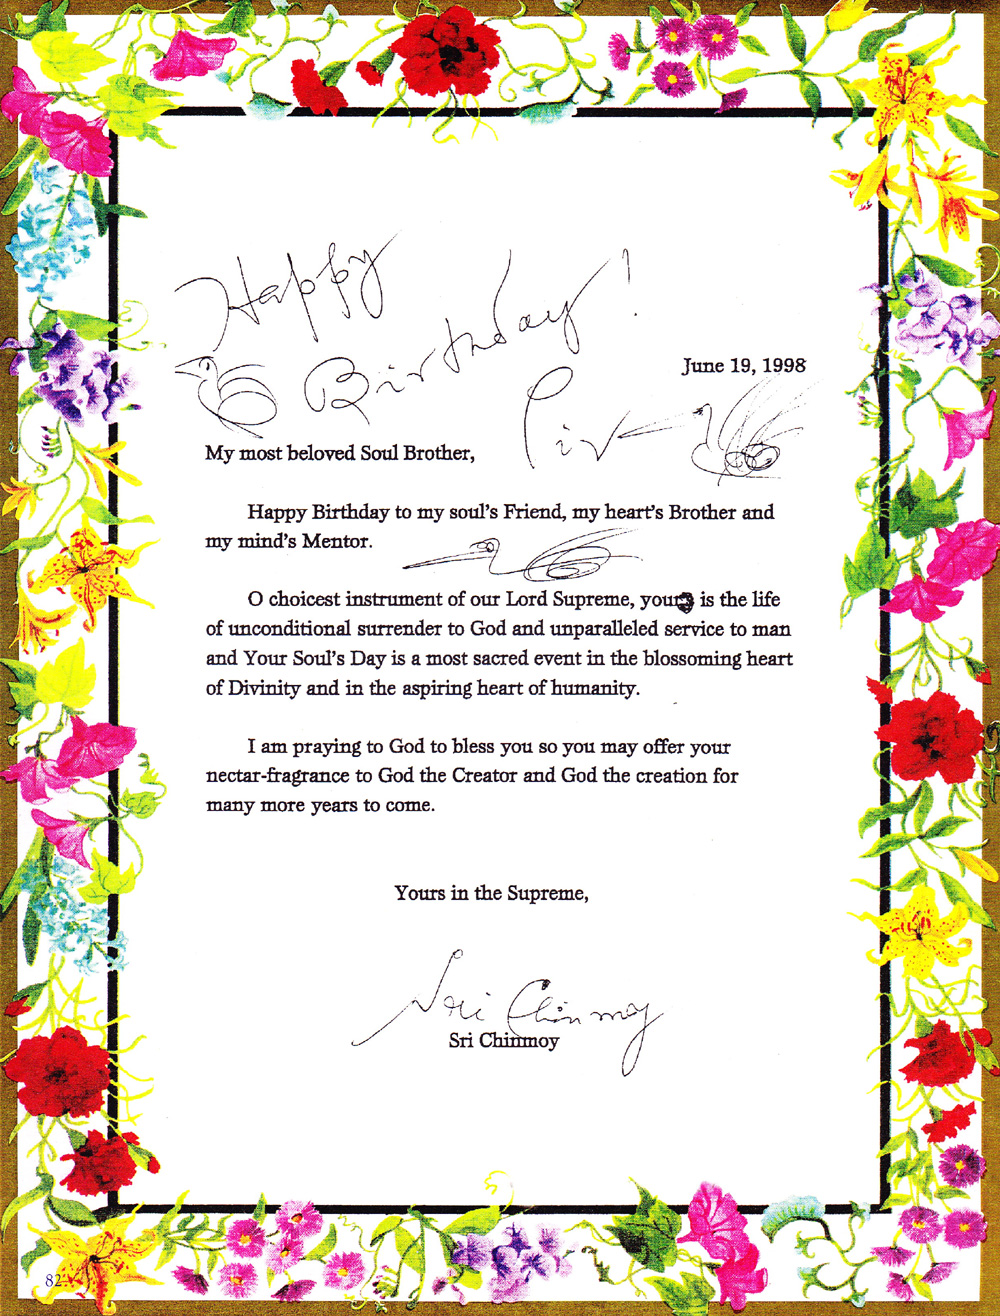 Happy
Birthday!
June 19, 1998
My most beloved Soul Brother,
Happy Birthday to my soul's Friend, my heart's Brother and
my mind's Mentor.
O choicest instrument of our Lord Supreme, yours is the life
of unconditional surrender to God and unparalleled service to man
and Your Soul's Day is a most sacred event in the blossoming heart
of Divinity and in the aspiring heart of humanity.
I am praying to God to bless you so you may offer your
nectar-fragrance to God the Creator and God the creation for
many more years to come.
Yours in the Supreme,
Sri Chinmoy
Sri Chinmoy
82